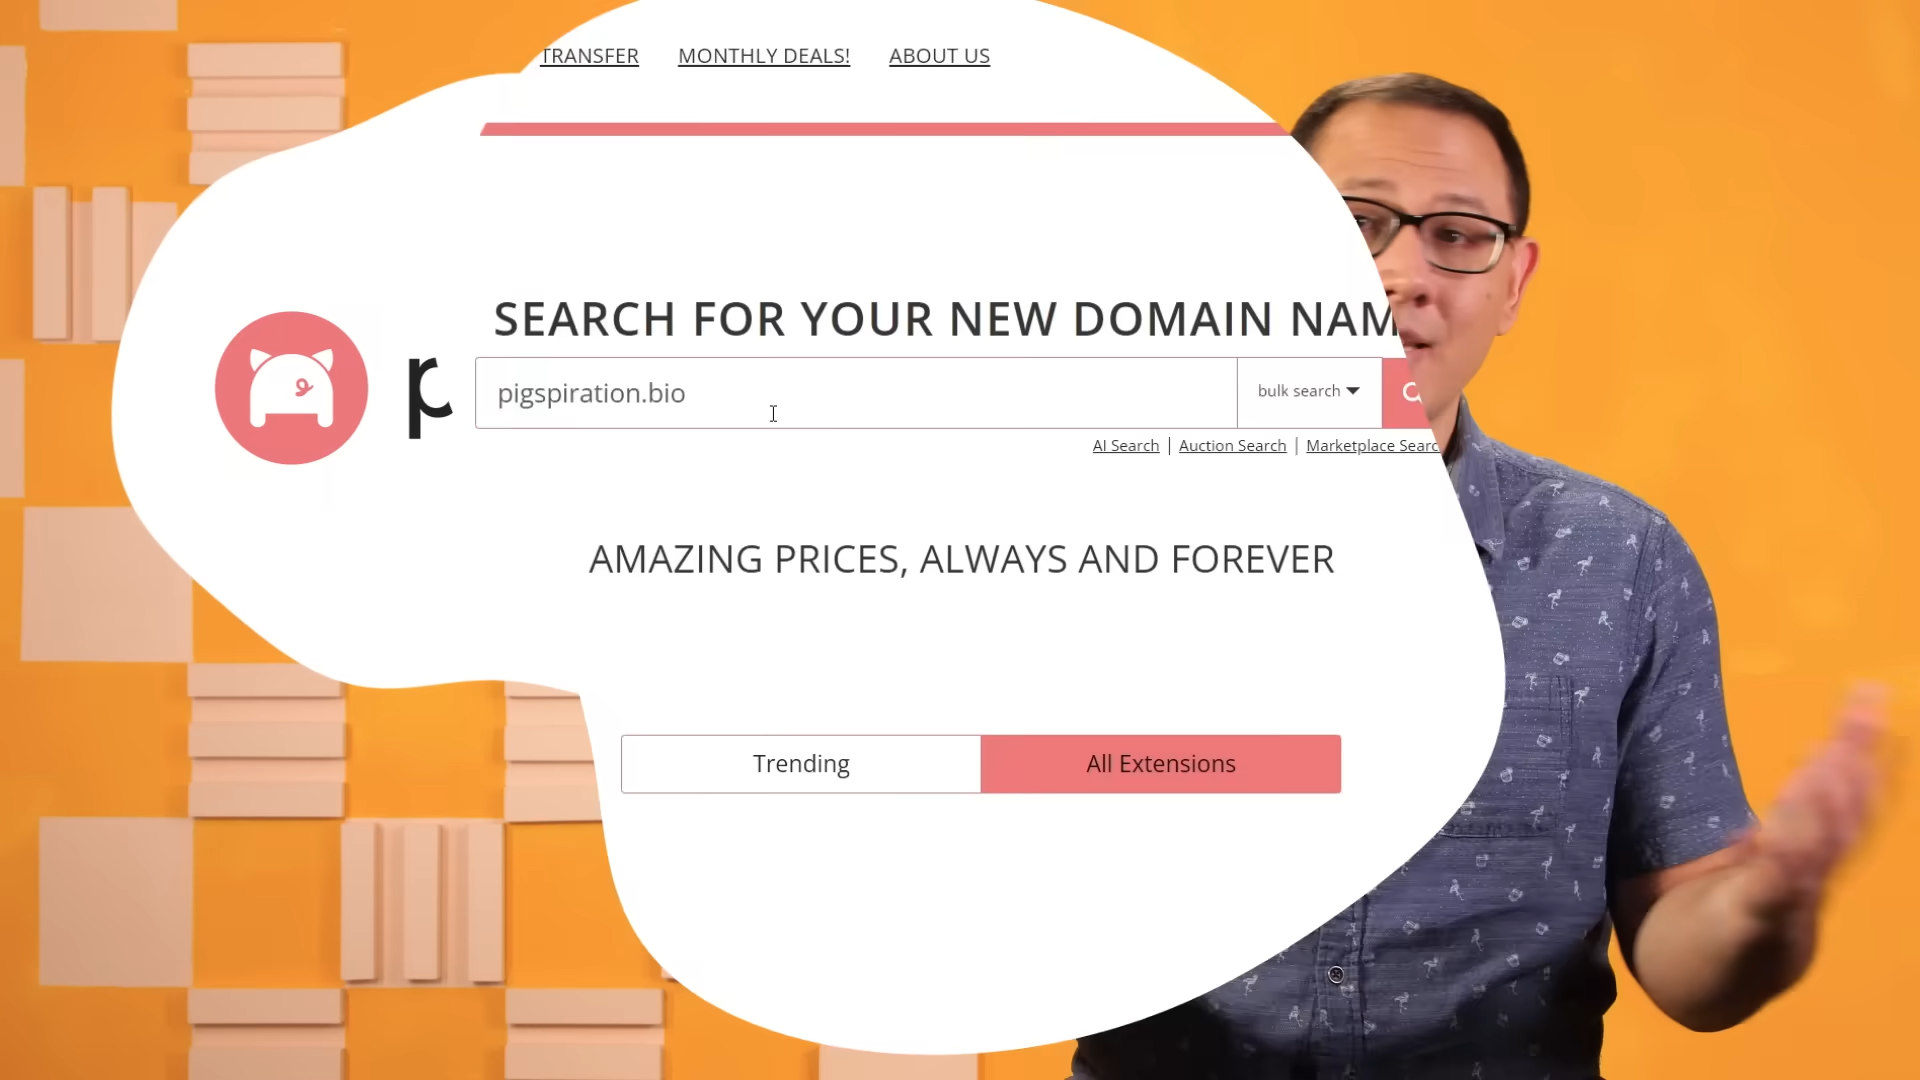 TRANSFER MONTHLY DEALS! ABOUT US
SEARCH FOR YOUR NEW DOMAIN NAM
p
pigspiration.bio bulk search
AI Search | Auction Search | Marketplace Searc
AMAZING PRICES, ALWAYS AND FOREVER
Trending All Extensions